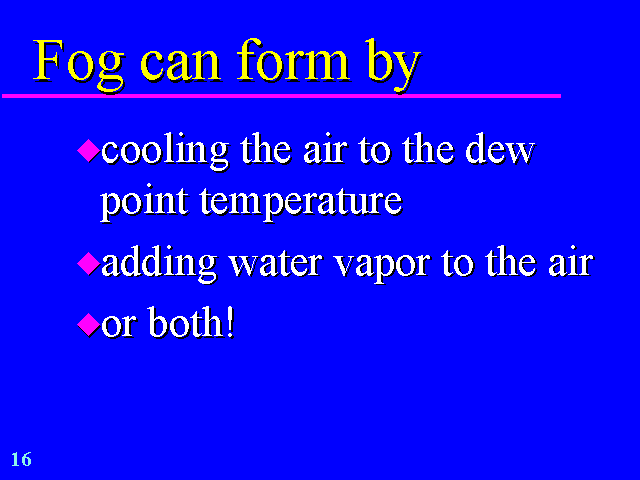 Fog can form by
cooling the air to the dew
point temperature
adding water vapor to the air
or both!
16